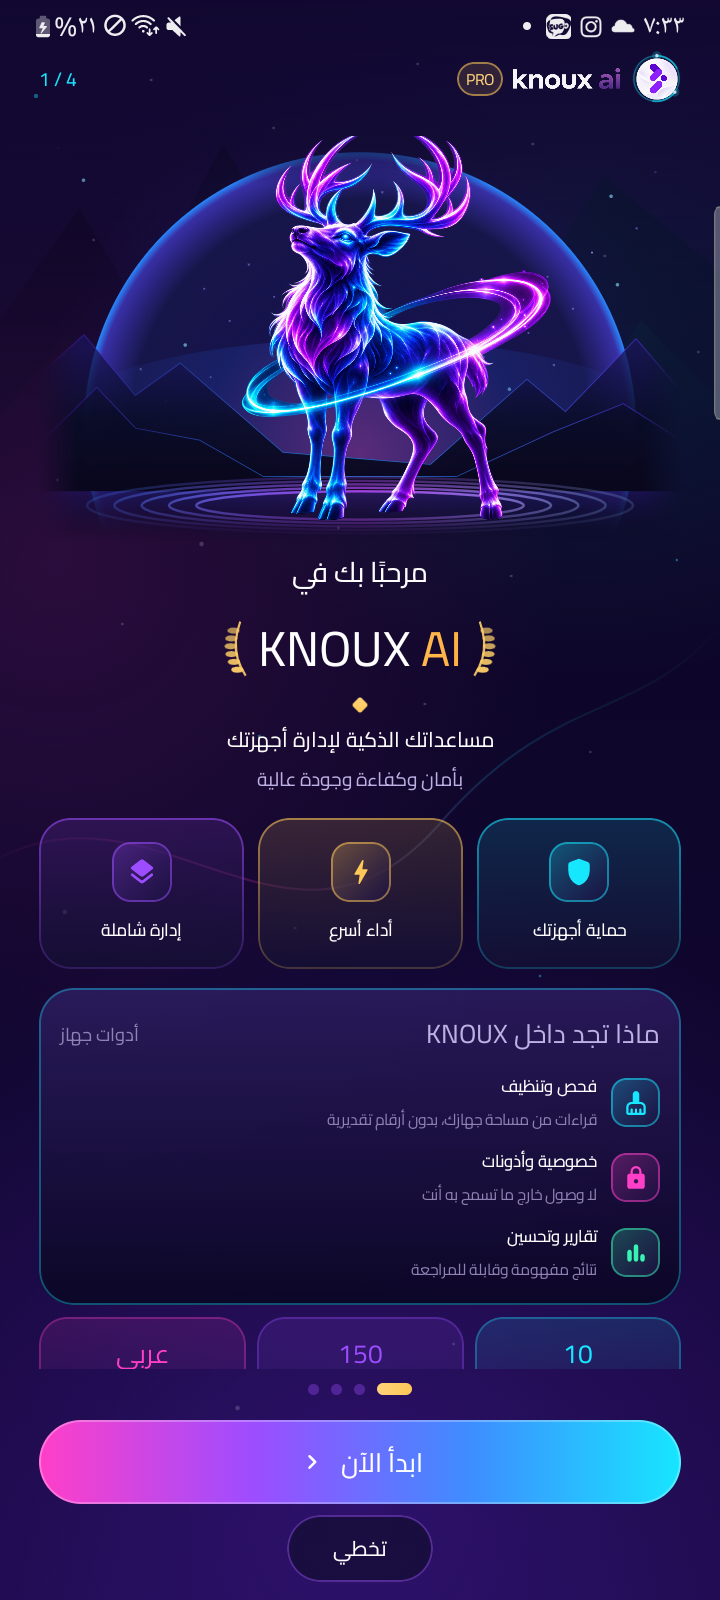 ٧:٣٣
%٢١
knoux ai PRO
1 / 4
مرحبًا بك في
KNOUX AI
مساعداتك الذكية لإدارة أجهزتك
بأمان وكفاءة وجودة عالية
حماية أجهزتك
أداء أسرع
إدارة شاملة
ماذا تجد داخل KNOUX
أدوات جهاز
فحص وتنظيف
قراءات من مساحة جهازك، بدون أرقام تقديرية
خصوصية وأذونات
لا وصول خارج ما تسمح به أنت
تقارير وتحسين
نتائج مفهومة وقابلة للمراجعة
10
150
عربي
ابدأ الآن
تخطي